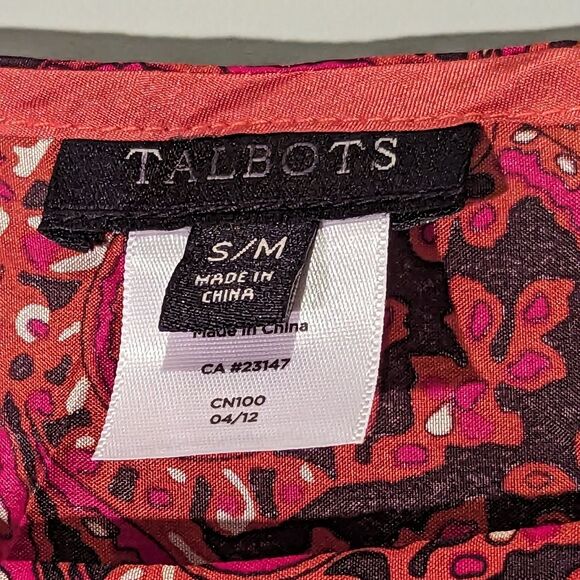 TALBOTS
S/M
MADE IN
CHINA
Made in China
CA #23147
CN100
04/12